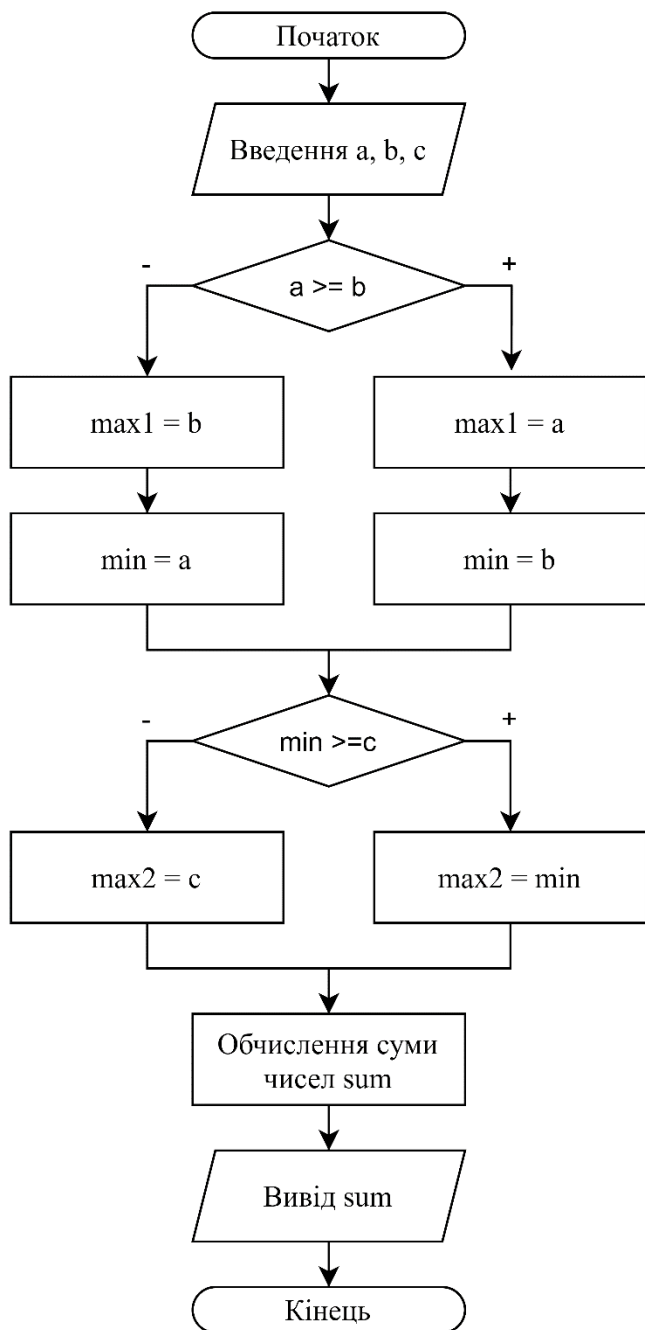 Початок
Введення a, b, c
-
+
a >= b
max1 = b
max1 = a
min = a
min = b
-
+
min >=c
max2 = c
max2 = min
Обчислення суми
чисел sum
Вивід sum
Кінець